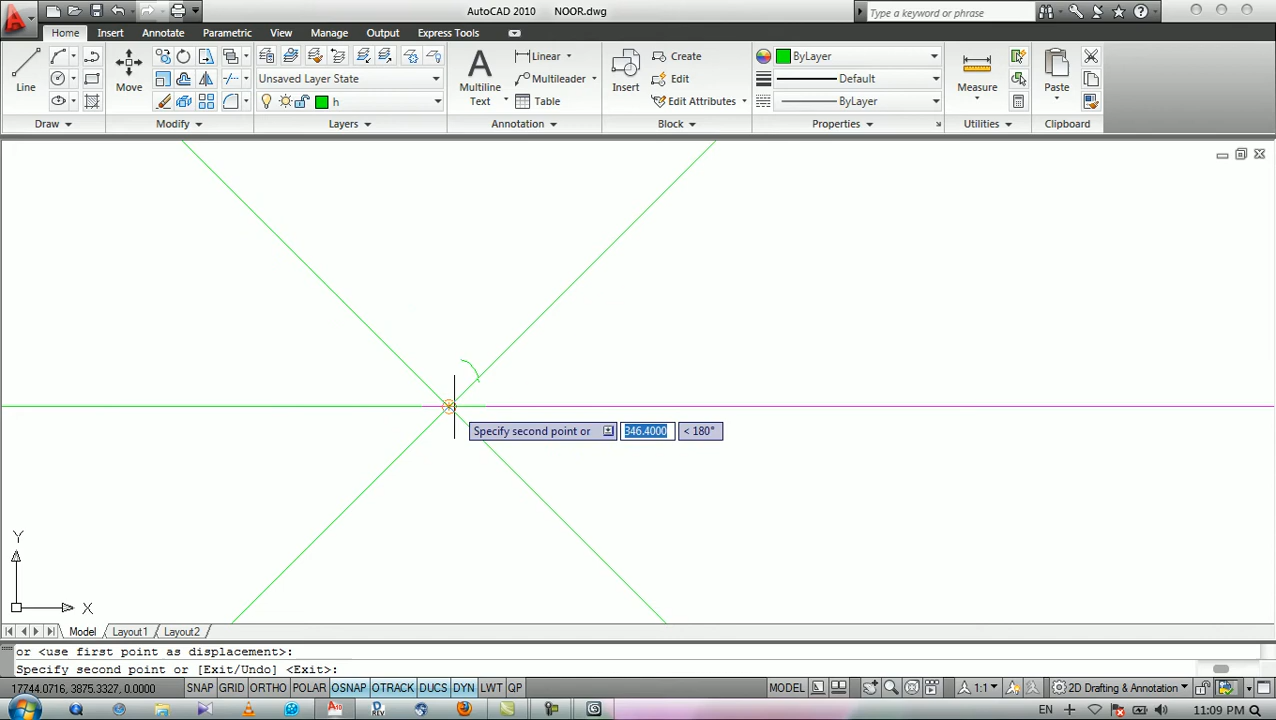 AutoCAD 2010 NOOR.dwg
Type a keyword or phrase
Home Insert Annotate Parametric View Manage Output Express Tools
Line Move Unsaved Layer State h Multiline Text Linear Multileader Table Insert Create Edit Edit Attributes ByLayer Default ByLayer Measure Paste
Draw Modify Layers Annotation Block Properties Utilities Clipboard
Specify second point or 346.4000 < 180°
Y
X
Model Layout1 Layout2
or <use first point as displacement>:
Specify second point or [Exit/Undo] <Exit>:
17744.0716, 3875.3327, 0.0000 SNAP GRID ORTHO POLAR OSNAP OTRACK DUCS DYN LWT QP MODEL 1:1 2D Drafting & Annotation
EN 11:09 PM